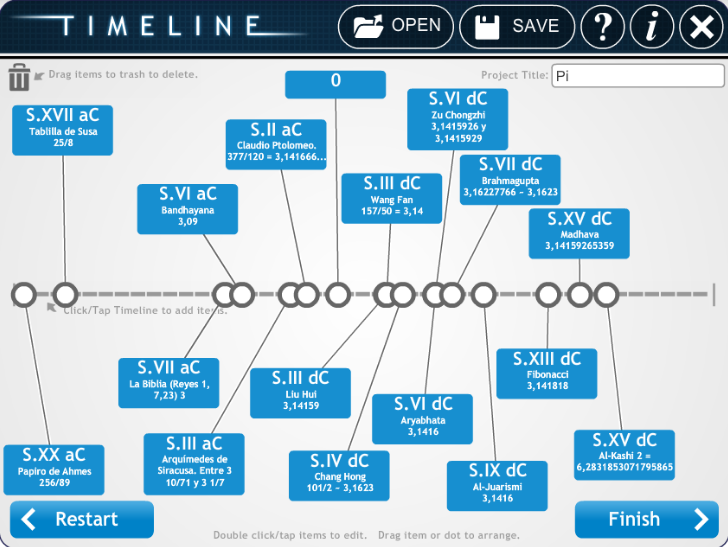 TIMELINE
OPEN
SAVE
?
i
X
Drag items to trash to delete.
Project Title:
Pi
0
S.XVII aC
Tablilla de Susa
25/8
S.II aC
Claudio Ptolomeo.
377/120 = 3,141666...
S.VI dC
Zu Chongzhi
3,1415926 y
3,1415929
S.VI aC
Bandhayana
3,09
S.III dC
Wang Fan
157/50 = 3,14
S.VII dC
Brahmagupta
3,16227766 ~ 3,1623
S.XV dC
Madhava
3,14159265359
Click/Tap Timeline to add items.
S.VII aC
La Biblia (Reyes 1,
7,23) 3
S.III dC
Liu Hui
3,14159
S.XIII dC
Fibonacci
3,141818
S.VI dC
Aryabhata
3,1416
S.XX aC
Papiro de Ahmes
256/89
S.III aC
Arquímedes de
Siracusa. Entre 3
10/71 y 3 1/7
S.IV dC
Chang Hong
101/2 ~ 3,1623
S.IX dC
Al-Juarismi
3,1416
S.XV dC
Al-Kashi 2 =
6,2831853071795865
Restart
Double click/tap items to edit. Drag item or dot to arrange.
Finish